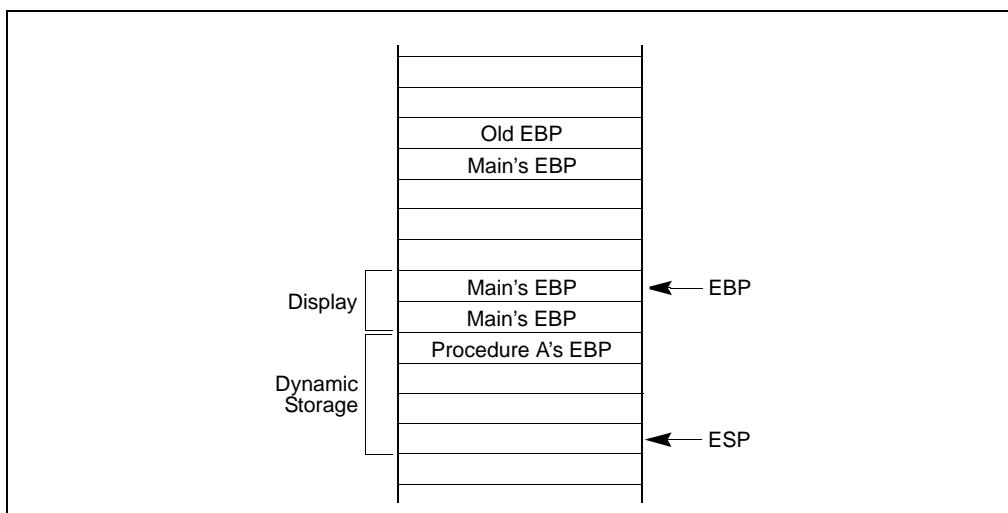 Old EBP
Main's EBP
Display
Main's EBP
EBP
Main's EBP
Procedure A's EBP
Dynamic
Storage
ESP